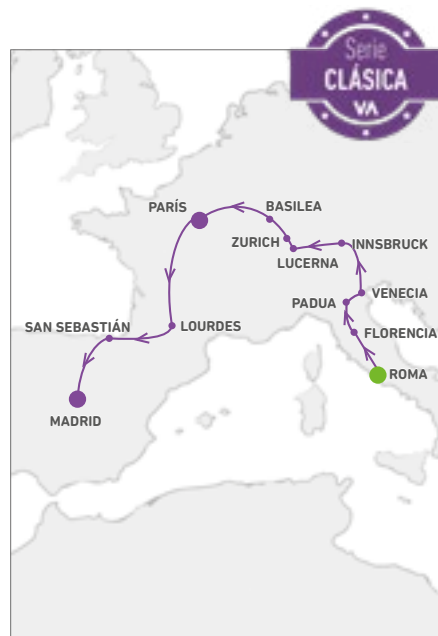 Serie
CLÁSICA
VA
PARÍS
BASILEA
ZURICH
INNSBRUCK
LUCERNA
VENECIA
PADUA
SAN SEBASTIÁN
LOURDES
FLORENCIA
ROMA
MADRID